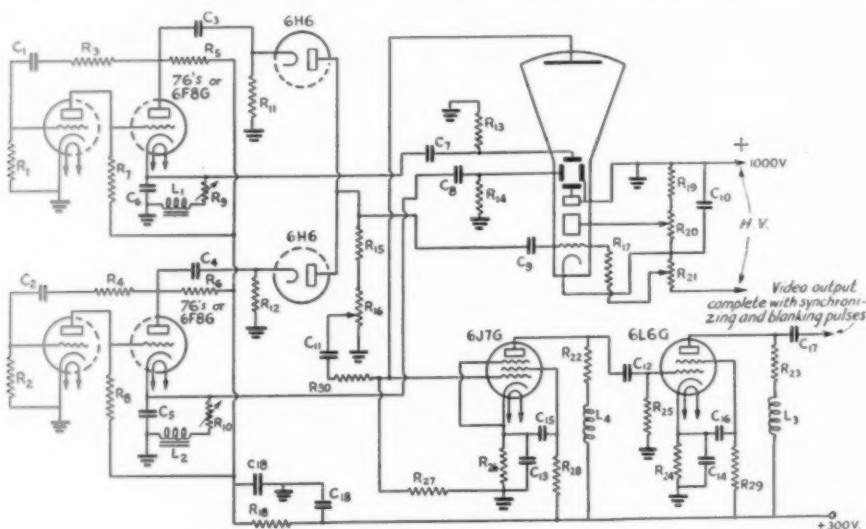 C3
6H6
C1
R3
R5
76's or
6F8G
R11
R1
R7
C6
L1
R9
C7
R13
C8
R14
+
1000V
R19
C10
H.V.
R20
R21
R17
C9
6H6
R15
R16
C2
R4
C4
R6
76's or
6F8G
R12
C11
R30
R2
R8
C5
R10
L2
6J7G
R22
C12
6L6G
Video output
complete with synchroni-
zing and blanking pulses
C17
R23
L4
R25
L3
C15
C16
R26
C13
R28
R24
C14
R29
R27
C18
C18
R18
+300V.